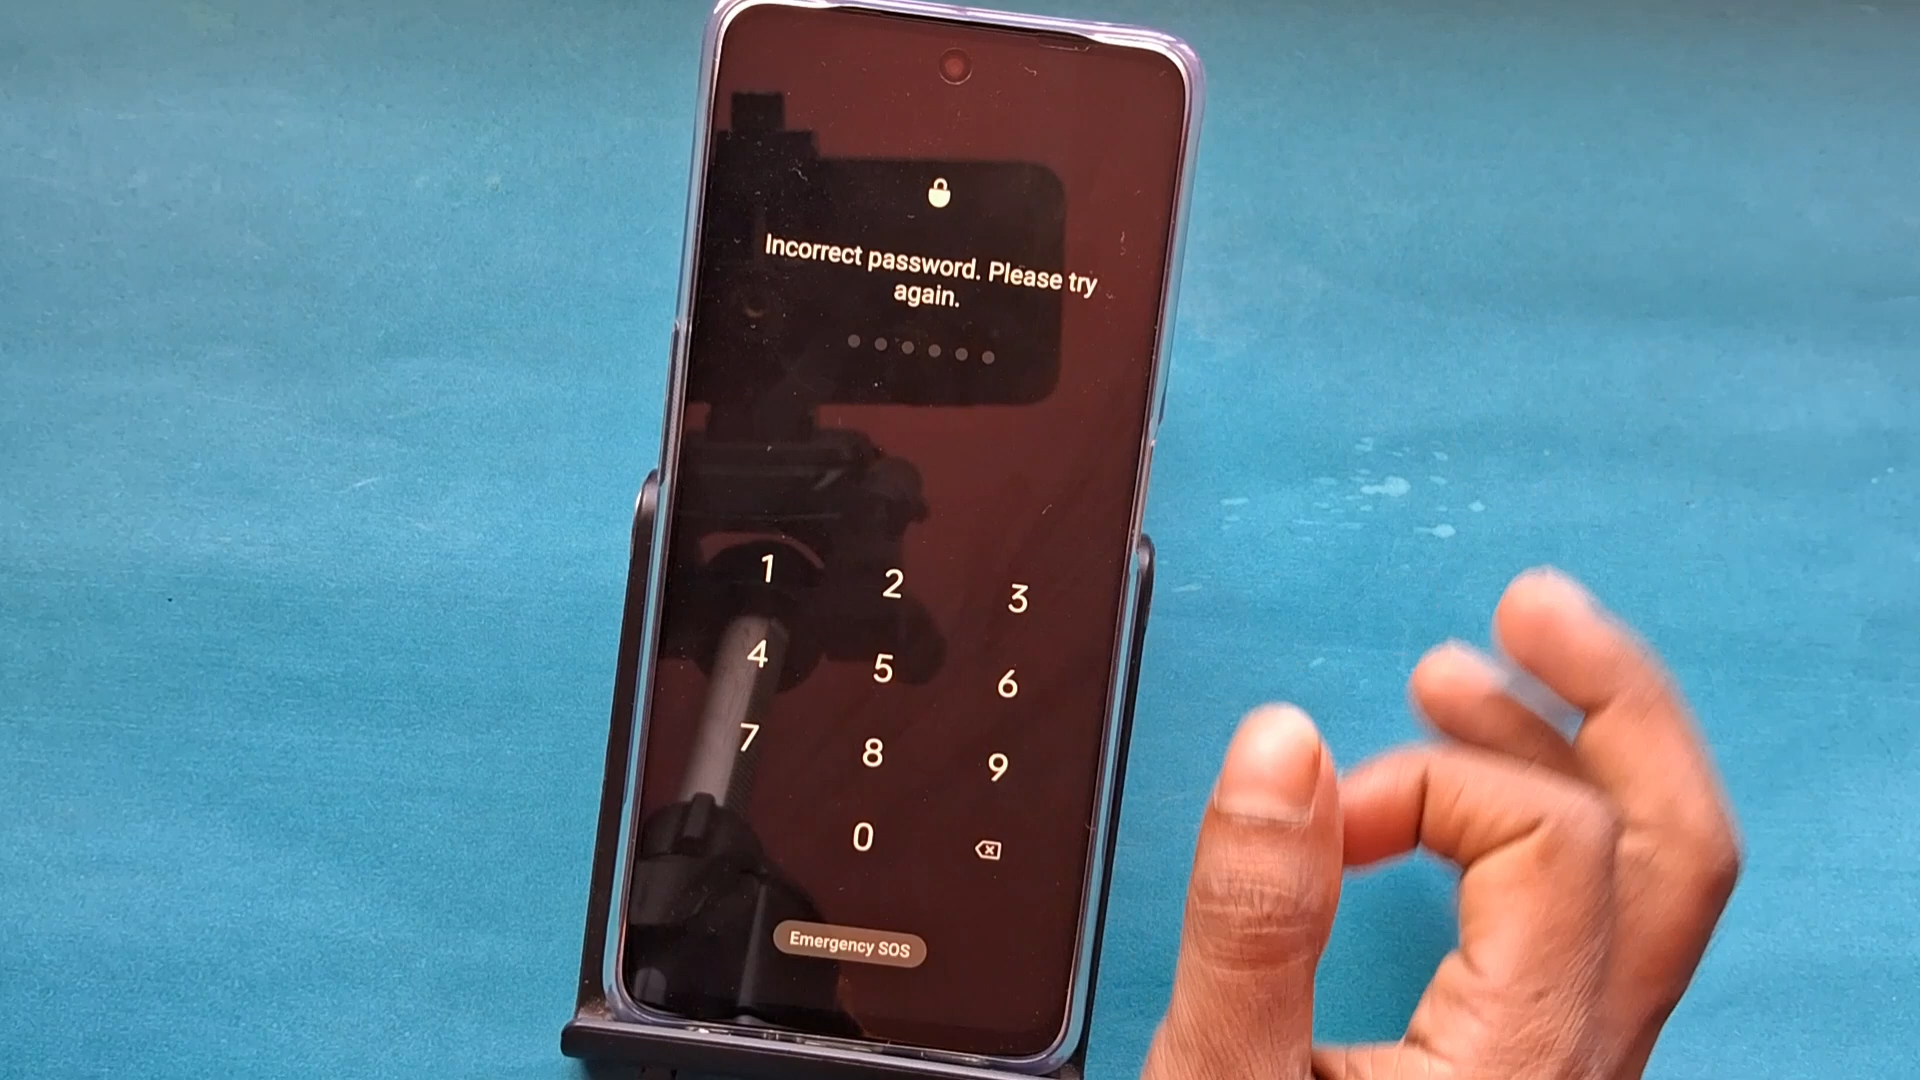 Incorrect password. Please try
again.
1 2 3
4 5 6
7 8 9
0
Emergency SOS